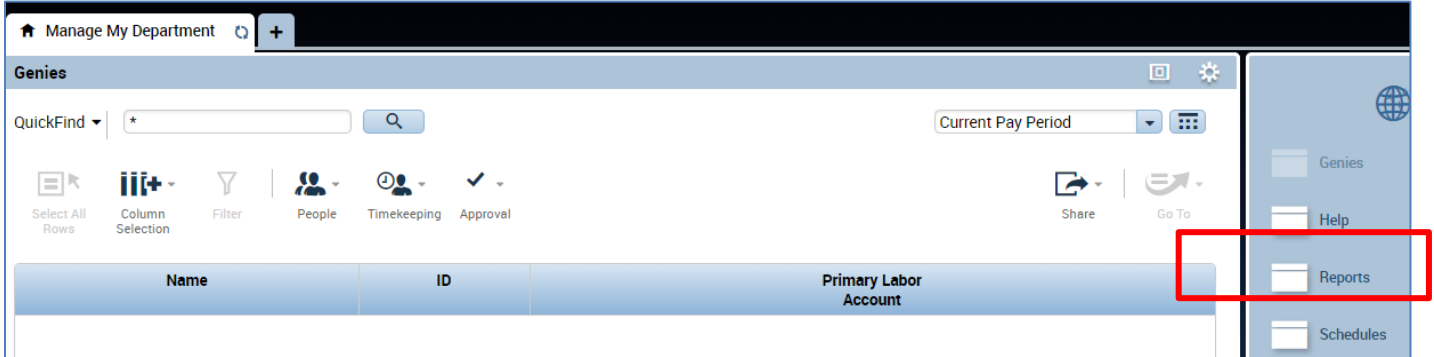 Manage My Department
+
Genies
QuickFind
*
Current Pay Period
Select All
Rows
Column
Selection
Filter
People
Timekeeping
Approval
Share
Go To
Name
ID
Primary Labor
Account
Genies
Help
Reports
Schedules